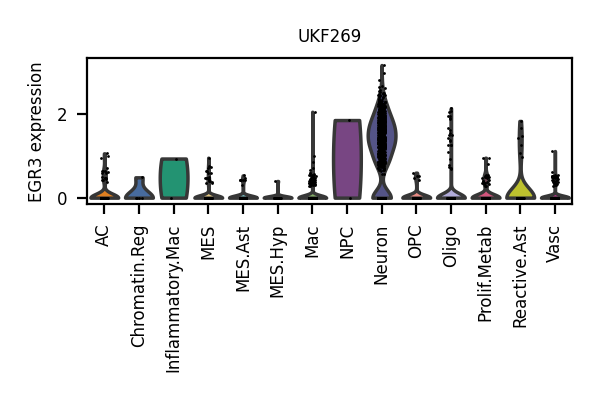 UKF269
EGR3 expression
2
0
AC
Chromatin.Reg
Inflammatory.Mac
MES
MES.Ast
MES.Hyp
Mac
NPC
Neuron
OPC
Oligo
Prolif.Metab
Reactive.Ast
Vasc